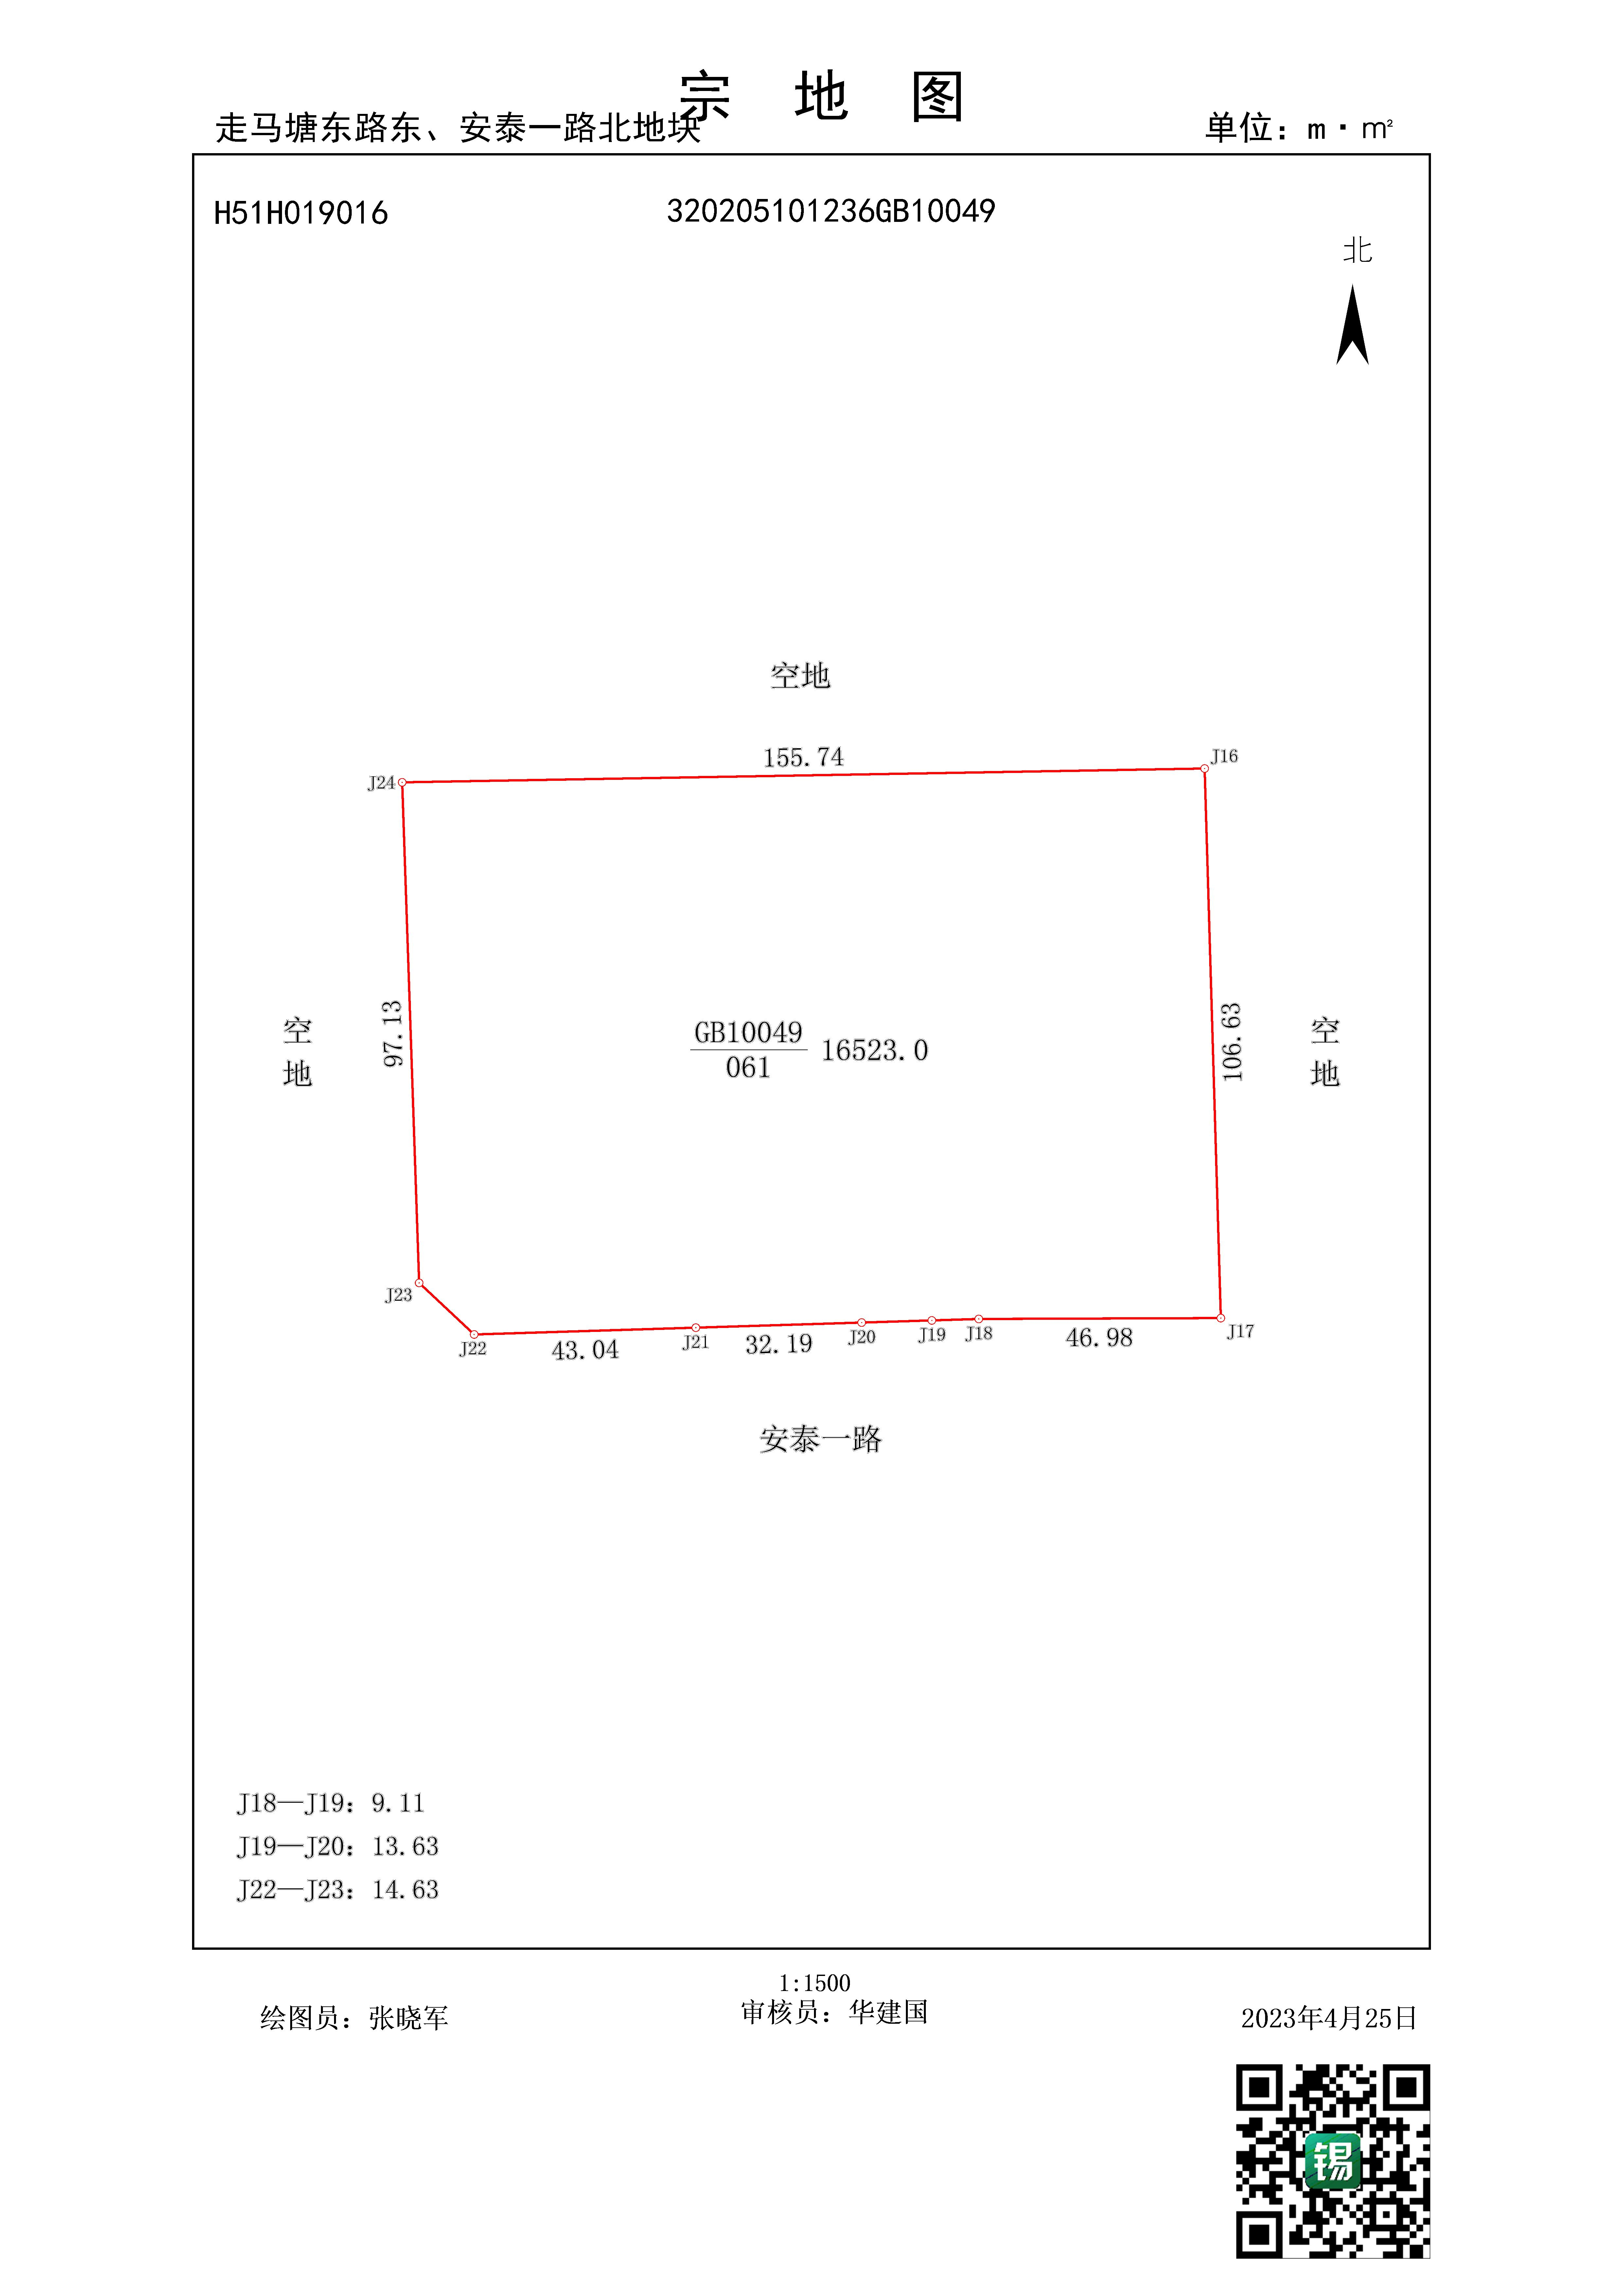 宗 地 图
走马塘东路东、安泰一路北地块
单位：m·㎡
H51H019016
320205101236GB10049
北
空地
155.74
J24
J16
97.13
106.63
空地
空地
GB10049
061
16523.0
J23
J22
43.04
J21
32.19
J20
J19
J18
46.98
J17
安泰一路
J18—J19：9.11
J19—J20：13.63
J22—J23：14.63
1:1500
绘图员：张晓军
审核员：华建国
2023年4月25日
锡